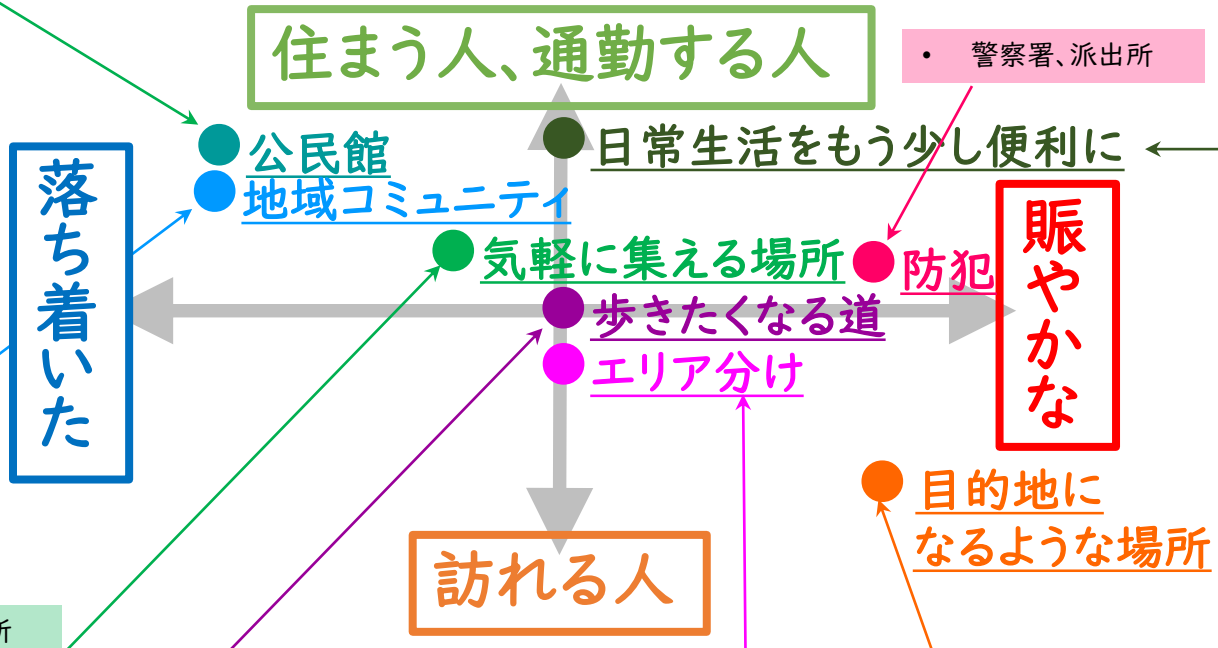 住まう人、通勤する人
• 警察署、派出所
公民館
日常生活をもう少し便利に
地域コミュニティ
落ち着いた
賑やかな
気軽に集える場所
防犯
歩きたくなる道
エリア分け
目的地に
なるような場所
訪れる人
所